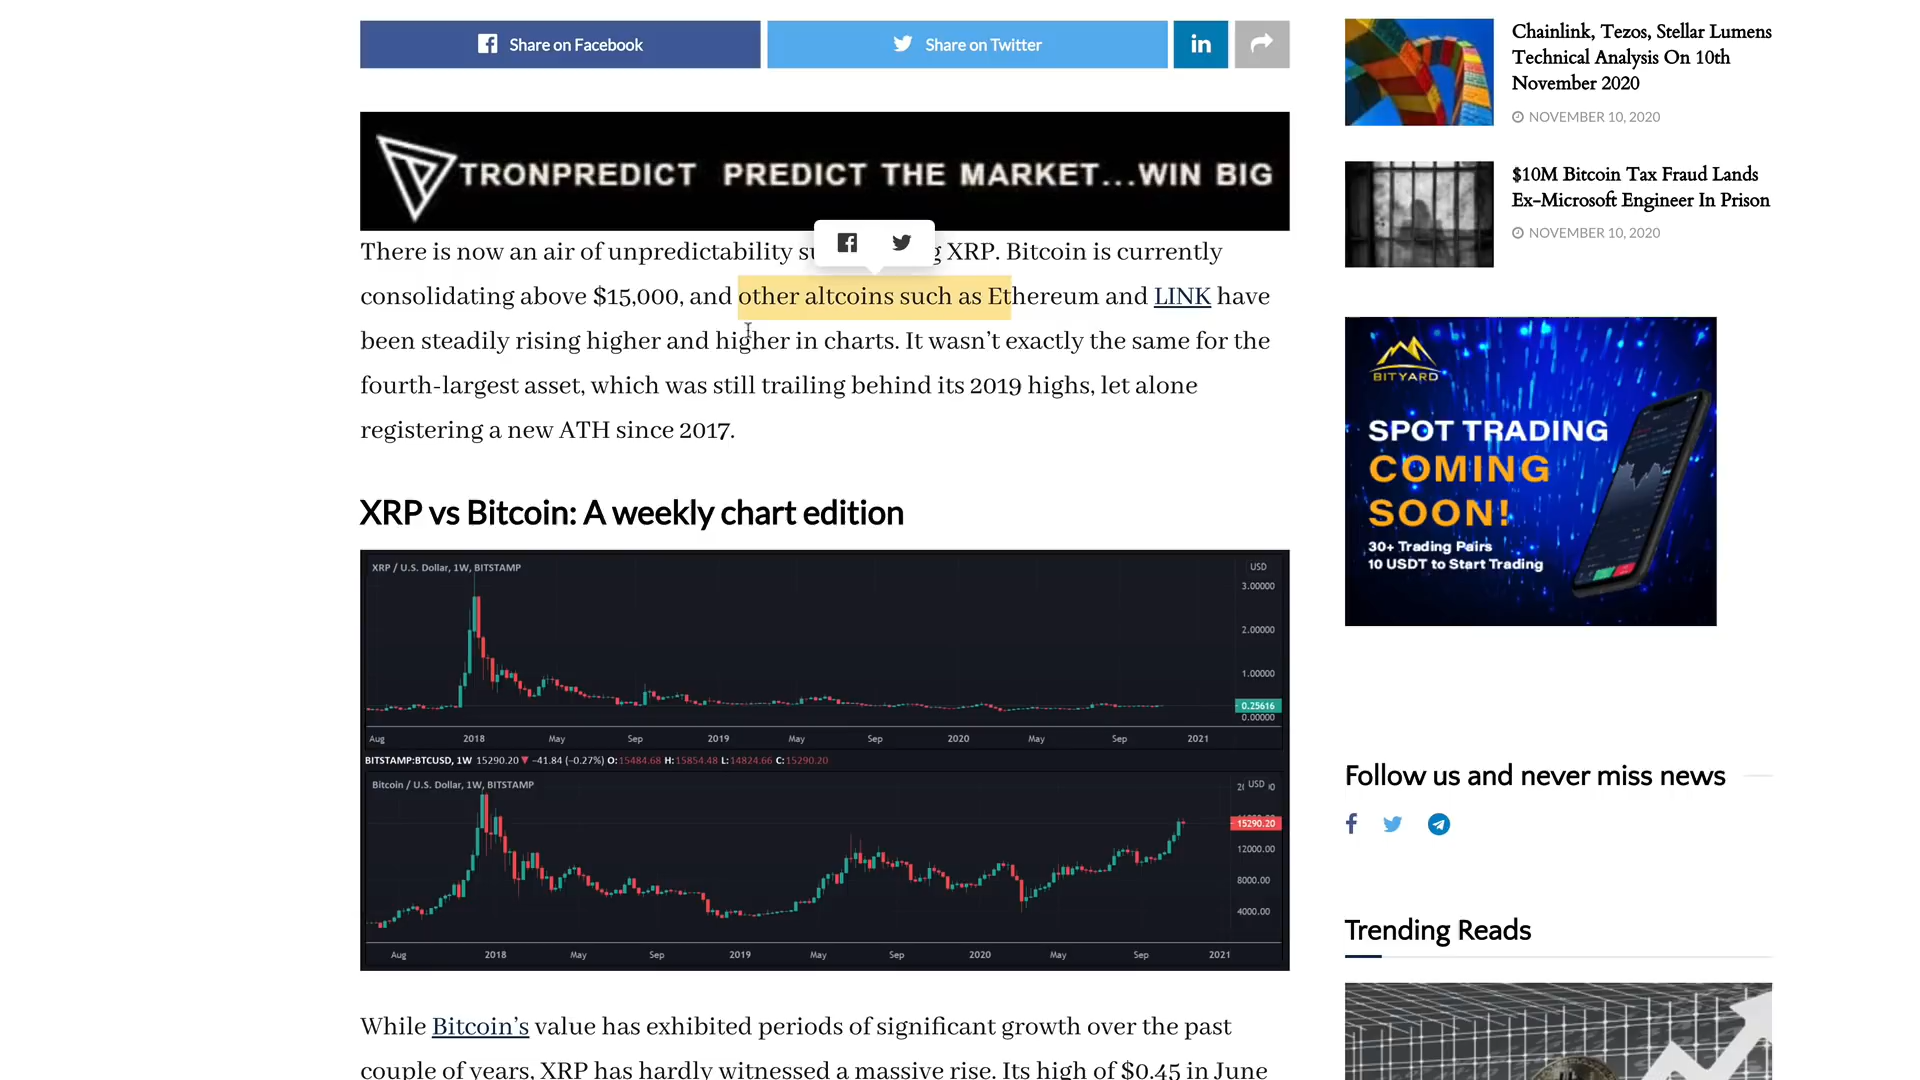 Share on Facebook
Share on Twitter
in
TRONPREDICT PREDICT THE MARKET...WIN BIG
There is now an air of unpredictability su g XRP. Bitcoin is currently
consolidating above $15,000, and other altcoins such as Ethereum and LINK have
been steadily rising higher and higher in charts. It wasn't exactly the same for the
fourth-largest asset, which was still trailing behind its 2019 highs, let alone
registering a new ATH since 2017.
XRP vs Bitcoin: A weekly chart edition
XRP / U.S. Dollar, 1W, BITSTAMP
USD
3.00000
2.00000
1.00000
0.25616
0.00000
Aug 2018 May Sep 2019 May Sep 2020 May Sep 2021
BITSTAMP:BTCUSD, 1W 15290.20 ▼ −41.84 (−0.27%) O:15484.68 H:15854.48 L:14824.66 C:15290.20
Bitcoin / U.S. Dollar, 1W, BITSTAMP
USD
15290.20
12000.00
8000.00
4000.00
Aug 2018 May Sep 2019 May Sep 2020 May Sep 2021
While Bitcoin's value has exhibited periods of significant growth over the past
couple of years, XRP has hardly witnessed a massive rise. Its high of $0.45 in June
Chainlink, Tezos, Stellar Lumens
Technical Analysis On 10th
November 2020
NOVEMBER 10, 2020
$10M Bitcoin Tax Fraud Lands
Ex-Microsoft Engineer In Prison
NOVEMBER 10, 2020
BITYARD
SPOT TRADING
COMING
SOON!
30+ Trading Pairs
10 USDT to Start Trading
Follow us and never miss news
Trending Reads